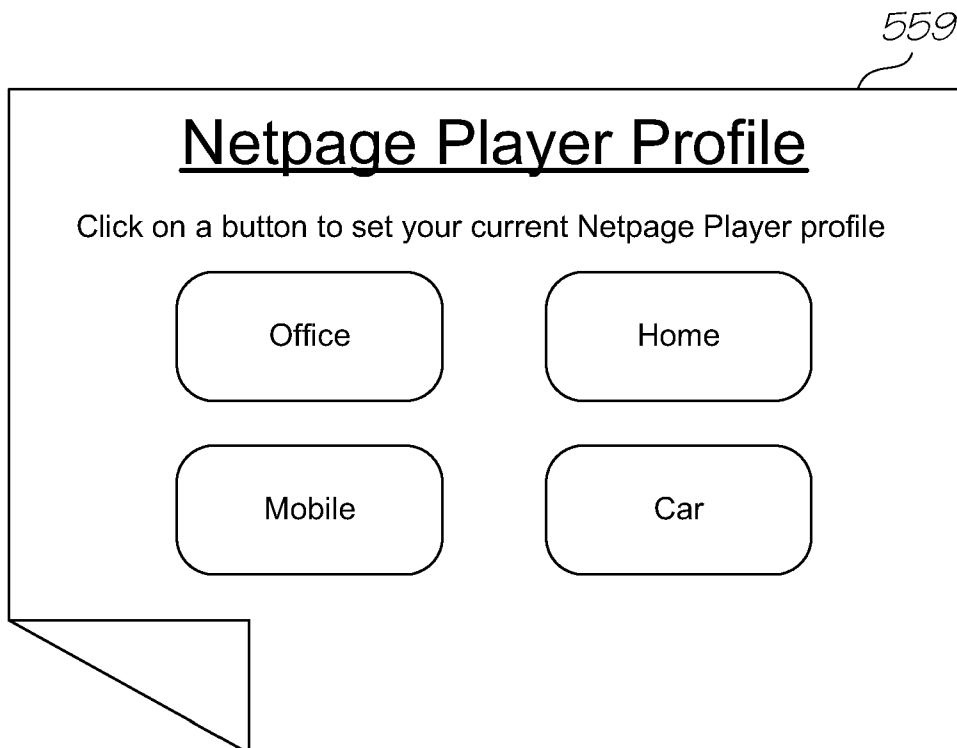 559
Netpage Player Profile
Click on a button to set your current Netpage Player profile
Office Home
Mobile Car